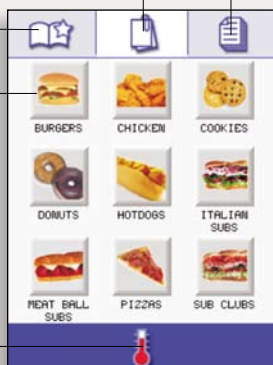 BURGERS
CHICKEN
COOKIES
DONUTS
HOTDOGS
ITALIAN
SUBS
MEAT BALL
SUBS
PIZZAS
SUB CLUBS